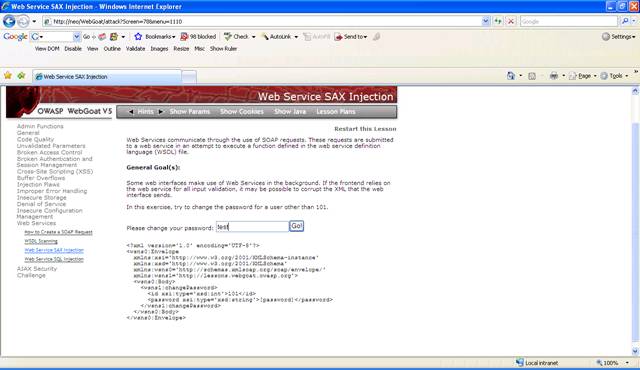 Web Service SAX Injection - Windows Internet Explorer
http://neo/WebGoat/attack?Screen=78&menu=1110
Google
Google
Go
Bookmarks
98 blocked
Check
AutoLink
AutoFill
Send to
Settings
View DOM Disable View Outline Validate Images Resize Misc Show Ruler
Web Service SAX Injection
Page
Tools
Web Service SAX Injection
OWASP WebGoat V5
Hints Show Params Show Cookies Show Java Lesson Plans
Restart this Lesson
Admin Functions
General
Code Quality
Unvalidated Parameters
Broken Access Control
Broken Authentication and
Session Management
Cross-Site Scripting (XSS)
Buffer Overflows
Injection Flaws
Improper Error Handling
Insecure Storage
Denial of Service
Insecure Configuration
Management
Web Services
How to Create a SOAP Request
WSDL Scanning
Web Service SAX Injection
Web Service SQL Injection
AJAX Security
Challenge
Web Services communicate through the use of SOAP requests. These requests are submitted
to a web service in an attempt to execute a function defined in the web service definition
language (WSDL) file.
General Goal(s):
Some web interfaces make use of Web Services in the background. If the frontend relies on
the web service for all input validation, it may be possible to corrupt the XML that the web
interface sends.
In this exercise, try to change the password for a user other than 101.
Please change your password: test Go!
<?xml version='1.0' encoding='UTF-8'?>
<wsns0:Envelope
xmlns:xsi='http://www.w3.org/2001/XMLSchema-instance'
xmlns:xsd='http://www.w3.org/2001/XMLSchema'
xmlns:wsns0='http://schemas.xmlsoap.org/soap/envelope/'
xmlns:wsns1='http://lessons.webgoat.owasp.org'>
<wsns0:Body>
<wsns1:changePassword>
<id xsi:type='xsd:int'>101</id>
<password xsi:type='xsd:string'>[password]</password>
</wsns1:changePassword>
</wsns0:Body>
</wsns0:Envelope>
Local intranet
100%